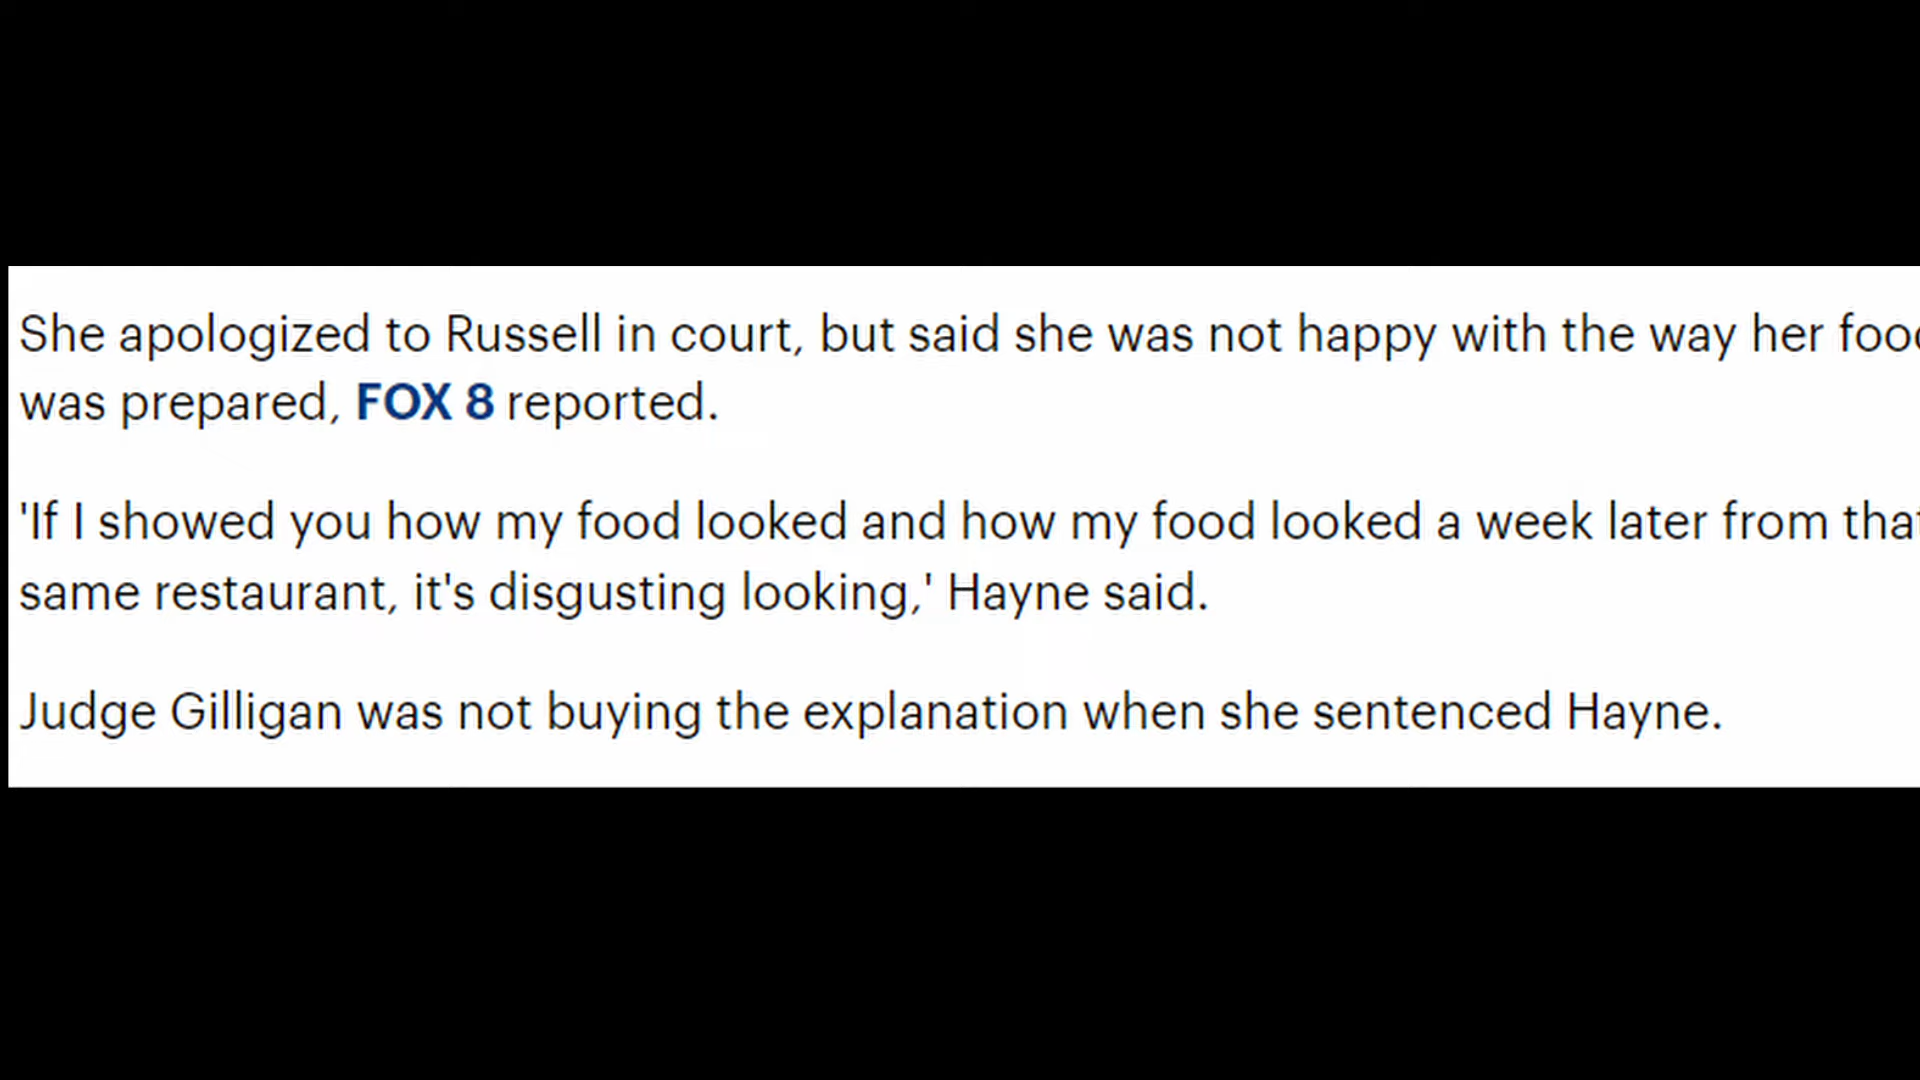 She apologized to Russell in court, but said she was not happy with the way her foo
was prepared, FOX 8 reported.
'If I showed you how my food looked and how my food looked a week later from that
same restaurant, it's disgusting looking,' Hayne said.
Judge Gilligan was not buying the explanation when she sentenced Hayne.